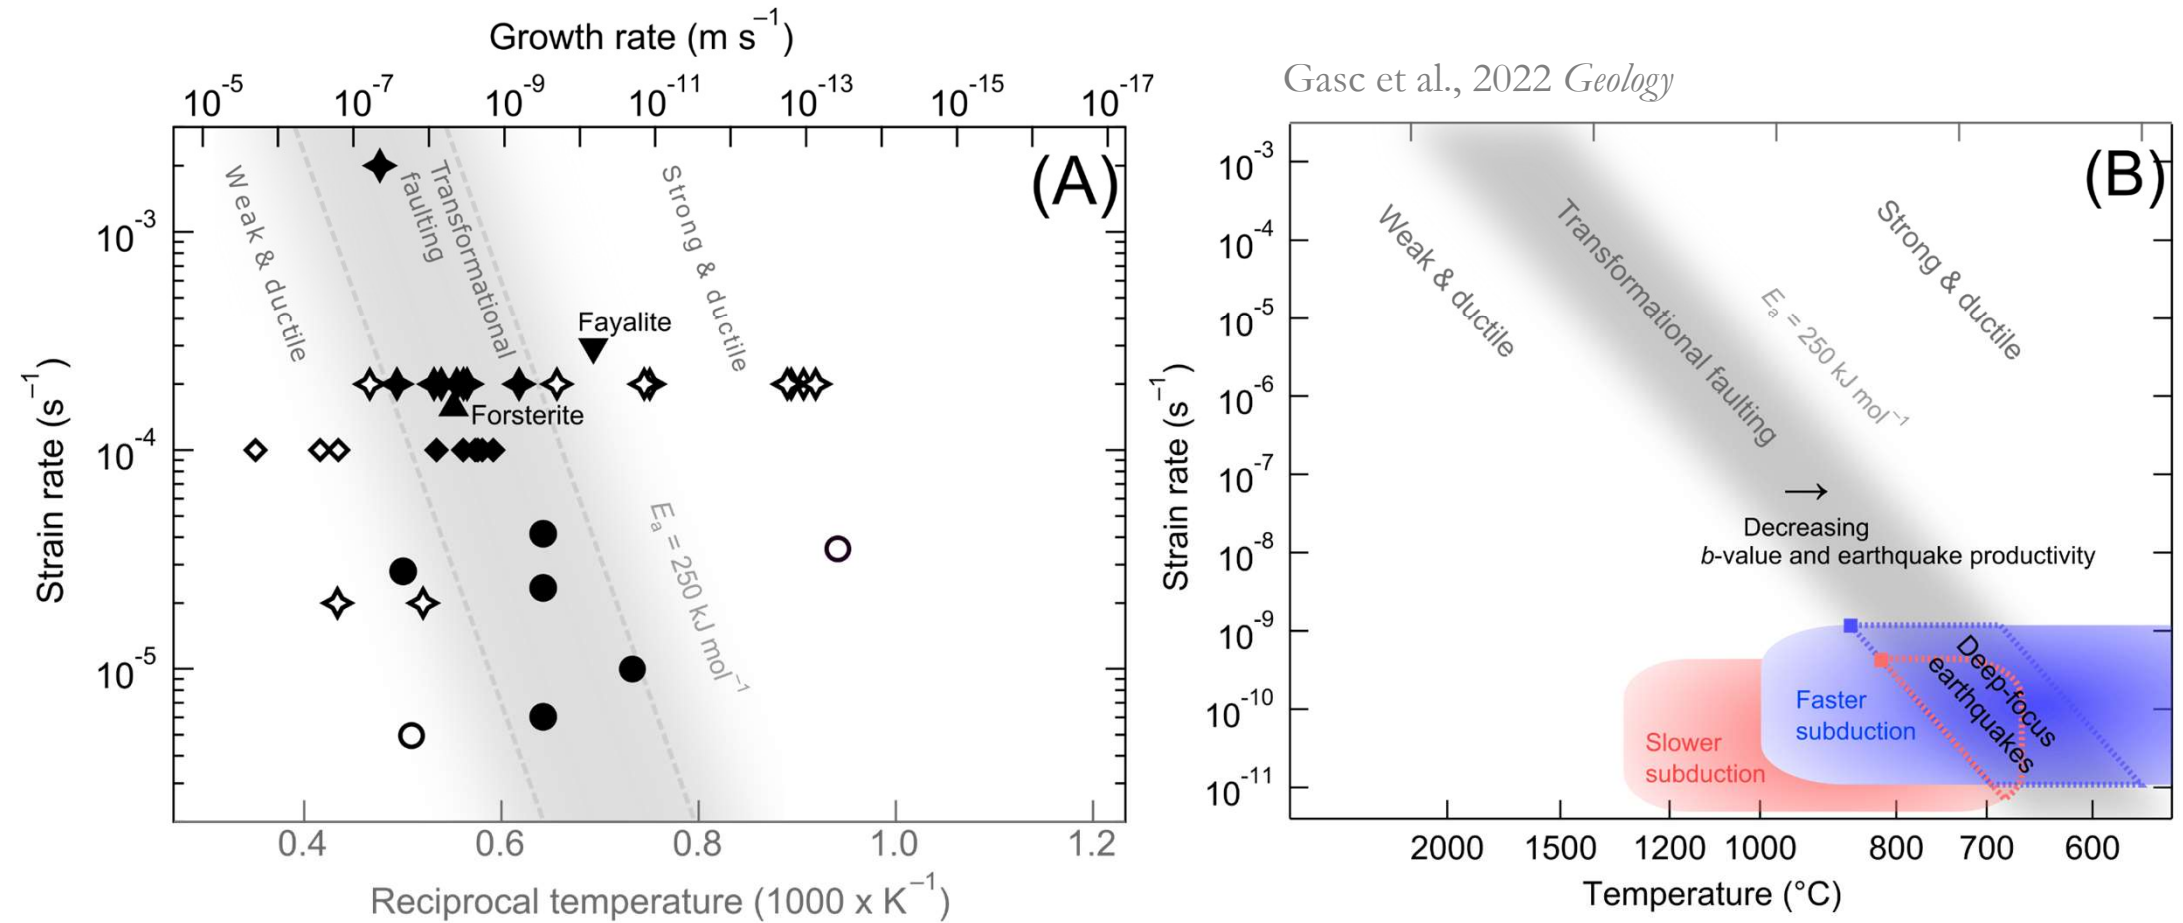 Growth rate (m s⁻¹)
10⁻⁵ 10⁻⁷ 10⁻⁹ 10⁻¹¹ 10⁻¹³ 10⁻¹⁵ 10⁻¹⁷
(A)
Weak & ductile
Transformational
faulting
Strong & ductile
Fayalite
Forsterite
Eₐ = 250 kJ mol⁻¹
10⁻³
10⁻⁴
10⁻⁵
Strain rate (s⁻¹)
0.4 0.6 0.8 1.0 1.2
Reciprocal temperature (1000 x K⁻¹)
Gasc et al., 2022 Geology
(B)
Weak & ductile
Transformational faulting
Eₐ = 250 kJ mol⁻¹
Strong & ductile
→
Decreasing
b-value and earthquake productivity
Faster
subduction
Slower
subduction
Deep-focus
earthquakes
10⁻³
10⁻⁴
10⁻⁵
10⁻⁶
10⁻⁷
10⁻⁸
10⁻⁹
10⁻¹⁰
10⁻¹¹
Strain rate (s⁻¹)
2000 1500 1200 1000 800 700 600
Temperature (°C)